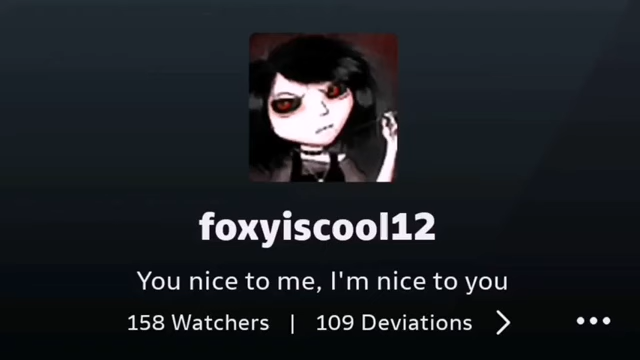 foxyiscool12
You nice to me, I'm nice to you
158 Watchers | 109 Deviations